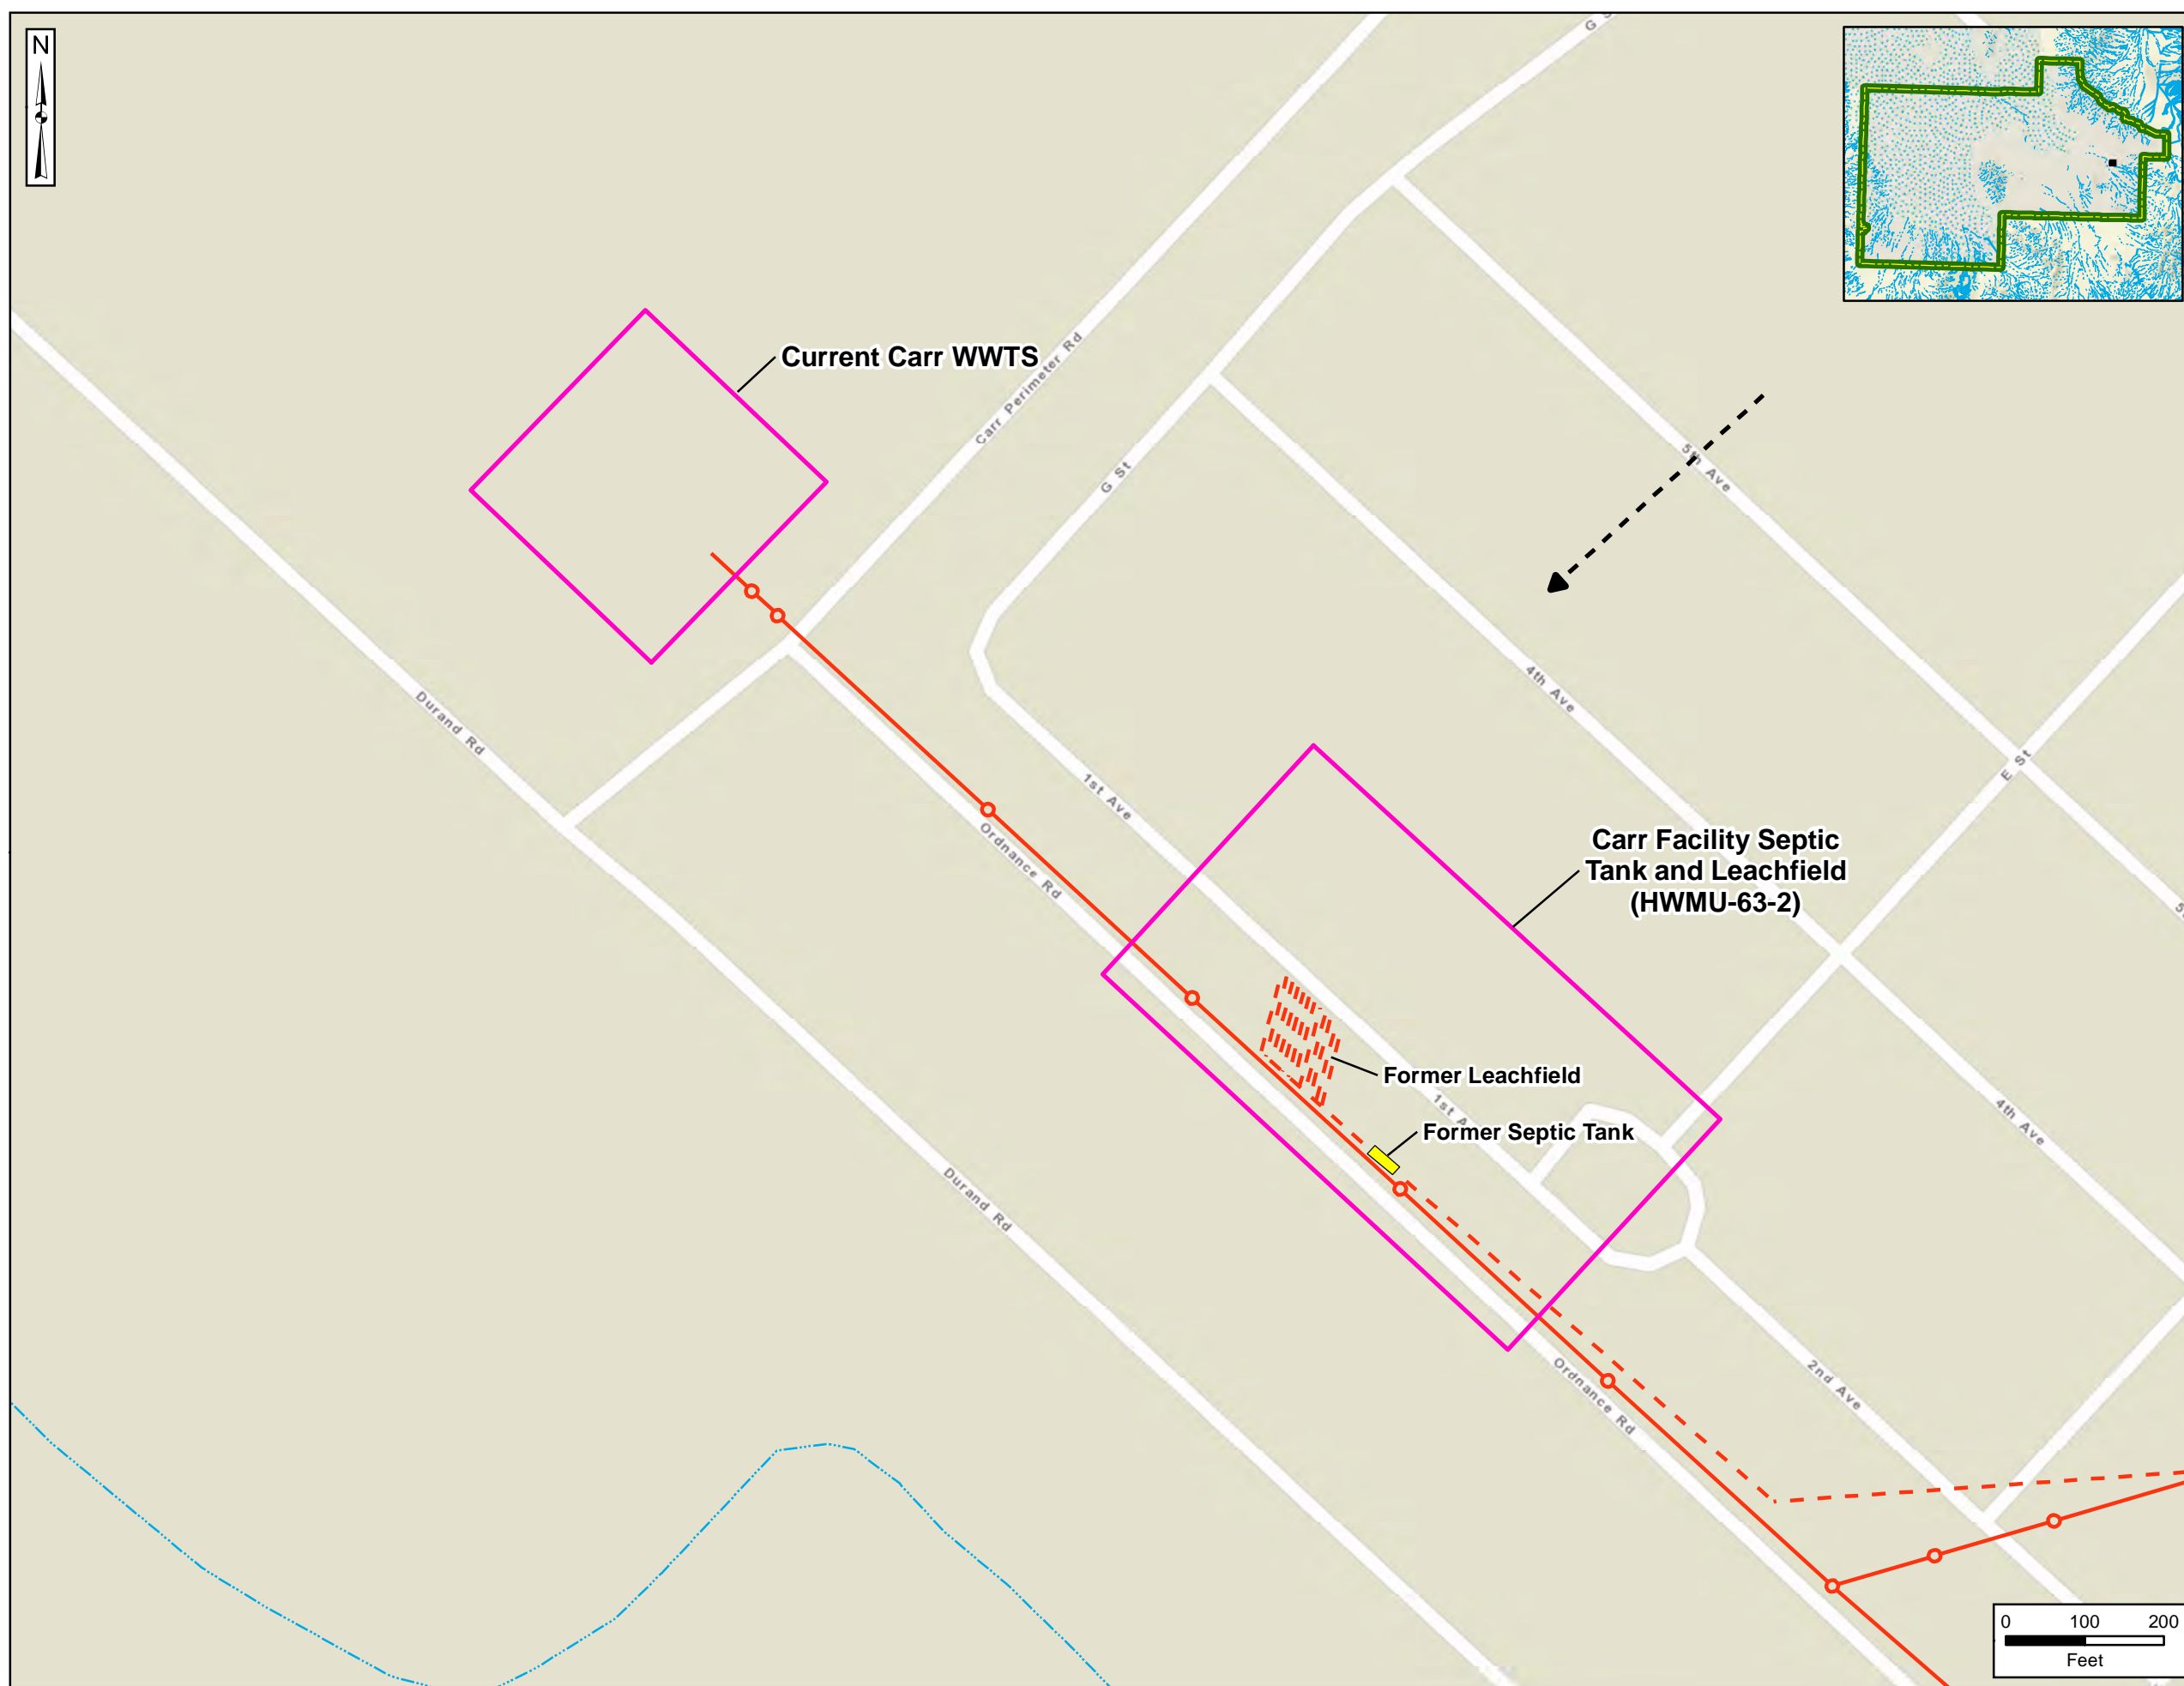 N
G S
Current Carr WWTS
Carr Perimeter Rd
G St
5th Ave
4th Ave
Durand Rd
1st Ave
E St
Ordnance Rd
Carr Facility Septic
Tank and Leachfield
(HWMU-63-2)
5
Former Leachfield
1st A
4th Ave
Former Septic Tank
Durand Rd
Ordnance Rd
2nd Ave
0 100 200
Feet